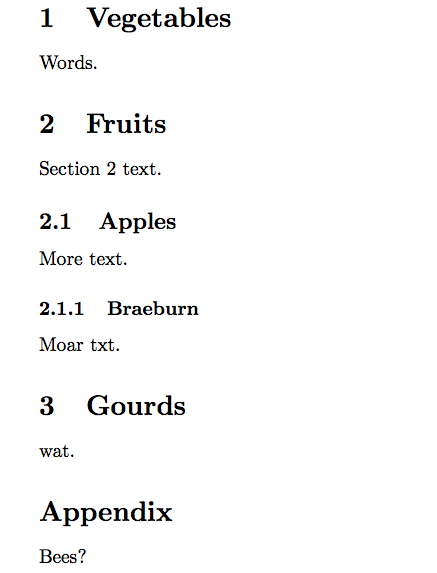 1 Vegetables
Words.
2 Fruits
Section 2 text.
2.1 Apples
More text.
2.1.1 Braeburn
Moar txt.
3 Gourds
wat.
Appendix
Bees?